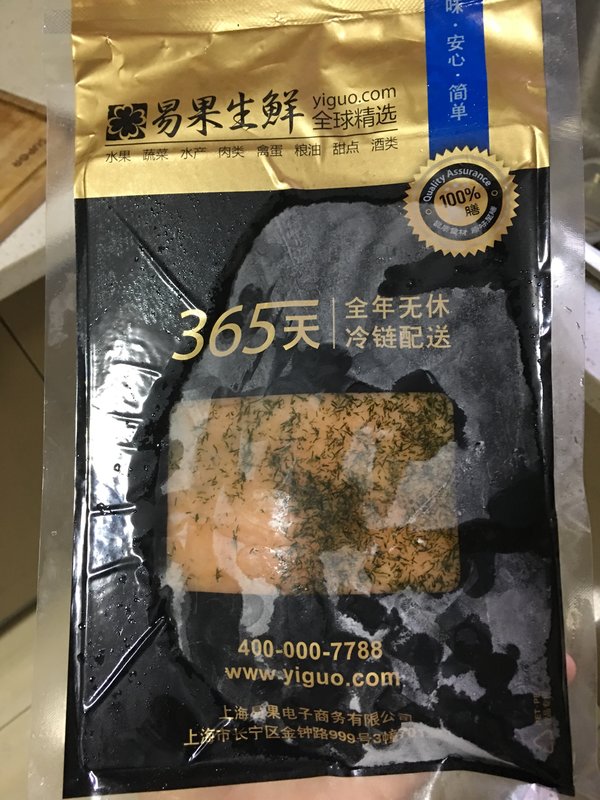 味·安心·简单
易果生鲜
yiguo.com
全球精选
水果 蔬菜 水产 肉类 禽蛋 粮油 甜点 酒类
Quality Assurance
100%
膳
365天
全年无休
冷链配送
400-000-7788
www.yiguo.com
上海易果电子商务有限公司
上海市长宁区金钟路999号3幢